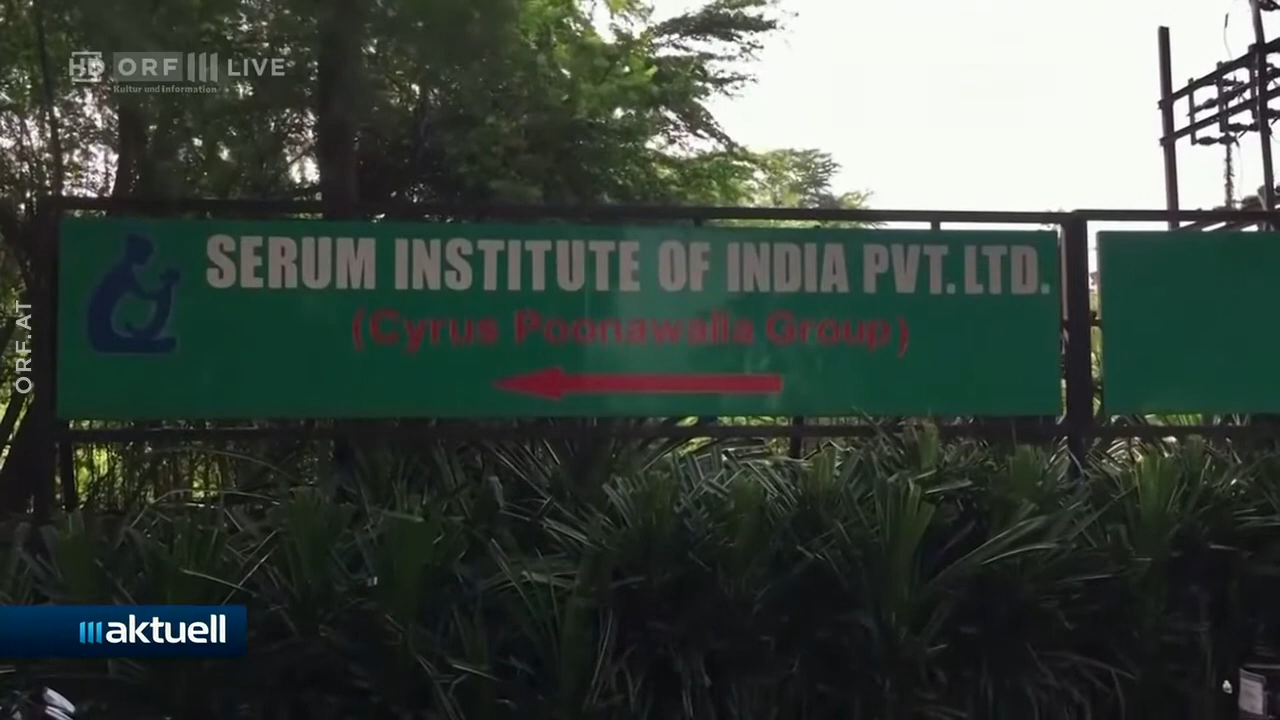 HD ORF III LIVE
Kultur und Information
SERUM INSTITUTE OF INDIA PVT.LTD.
(Cyrus Poonawalla Group)
ORF.AT
III aktuell